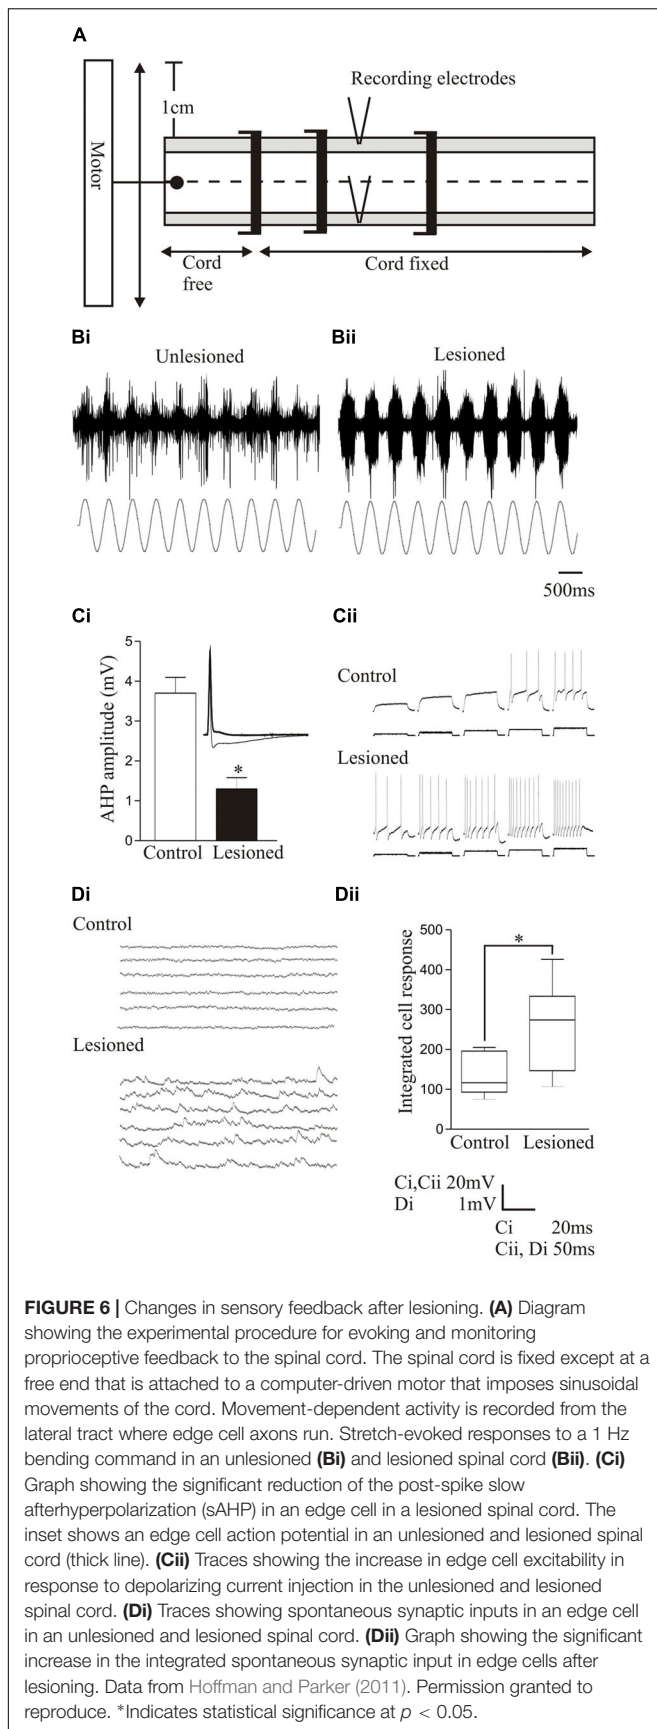 A
Recording electrodes
1cm
Motor
Cord
free
Cord fixed
Bi
Unlesioned
Bii
Lesioned
500ms
Ci
AHP amplitude (mV)
5
4
3
2
1
0
*
Control
Lesioned
Cii
Control
Lesioned
Di
Control
Lesioned
Dii
Integrated cell response
500
400
300
200
100
0
*
Control
Lesioned
Ci,Cii 20mV
Di 1mV
Ci 20ms
Cii, Di 50ms
FIGURE 6 | Changes in sensory feedback after lesioning. (A) Diagram
showing the experimental procedure for evoking and monitoring
proprioceptive feedback to the spinal cord. The spinal cord is fixed except at a
free end that is attached to a computer-driven motor that imposes sinusoidal
movements of the cord. Movement-dependent activity is recorded from the
lateral tract where edge cell axons run. Stretch-evoked responses to a 1 Hz
bending command in an unlesioned (Bi) and lesioned spinal cord (Bii). (Ci)
Graph showing the significant reduction of the post-spike slow
afterhyperpolarization (sAHP) in an edge cell in a lesioned spinal cord. The
inset shows an edge cell action potential in an unlesioned and lesioned spinal
cord (thick line). (Cii) Traces showing the increase in edge cell excitability in
response to depolarizing current injection in the unlesioned and lesioned
spinal cord. (Di) Traces showing spontaneous synaptic inputs in an edge cell
in an unlesioned and lesioned spinal cord. (Dii) Graph showing the significant
increase in the integrated spontaneous synaptic input in edge cells after
lesioning. Data from Hoffman and Parker (2011). Permission granted to
reproduce. *Indicates statistical significance at p < 0.05.